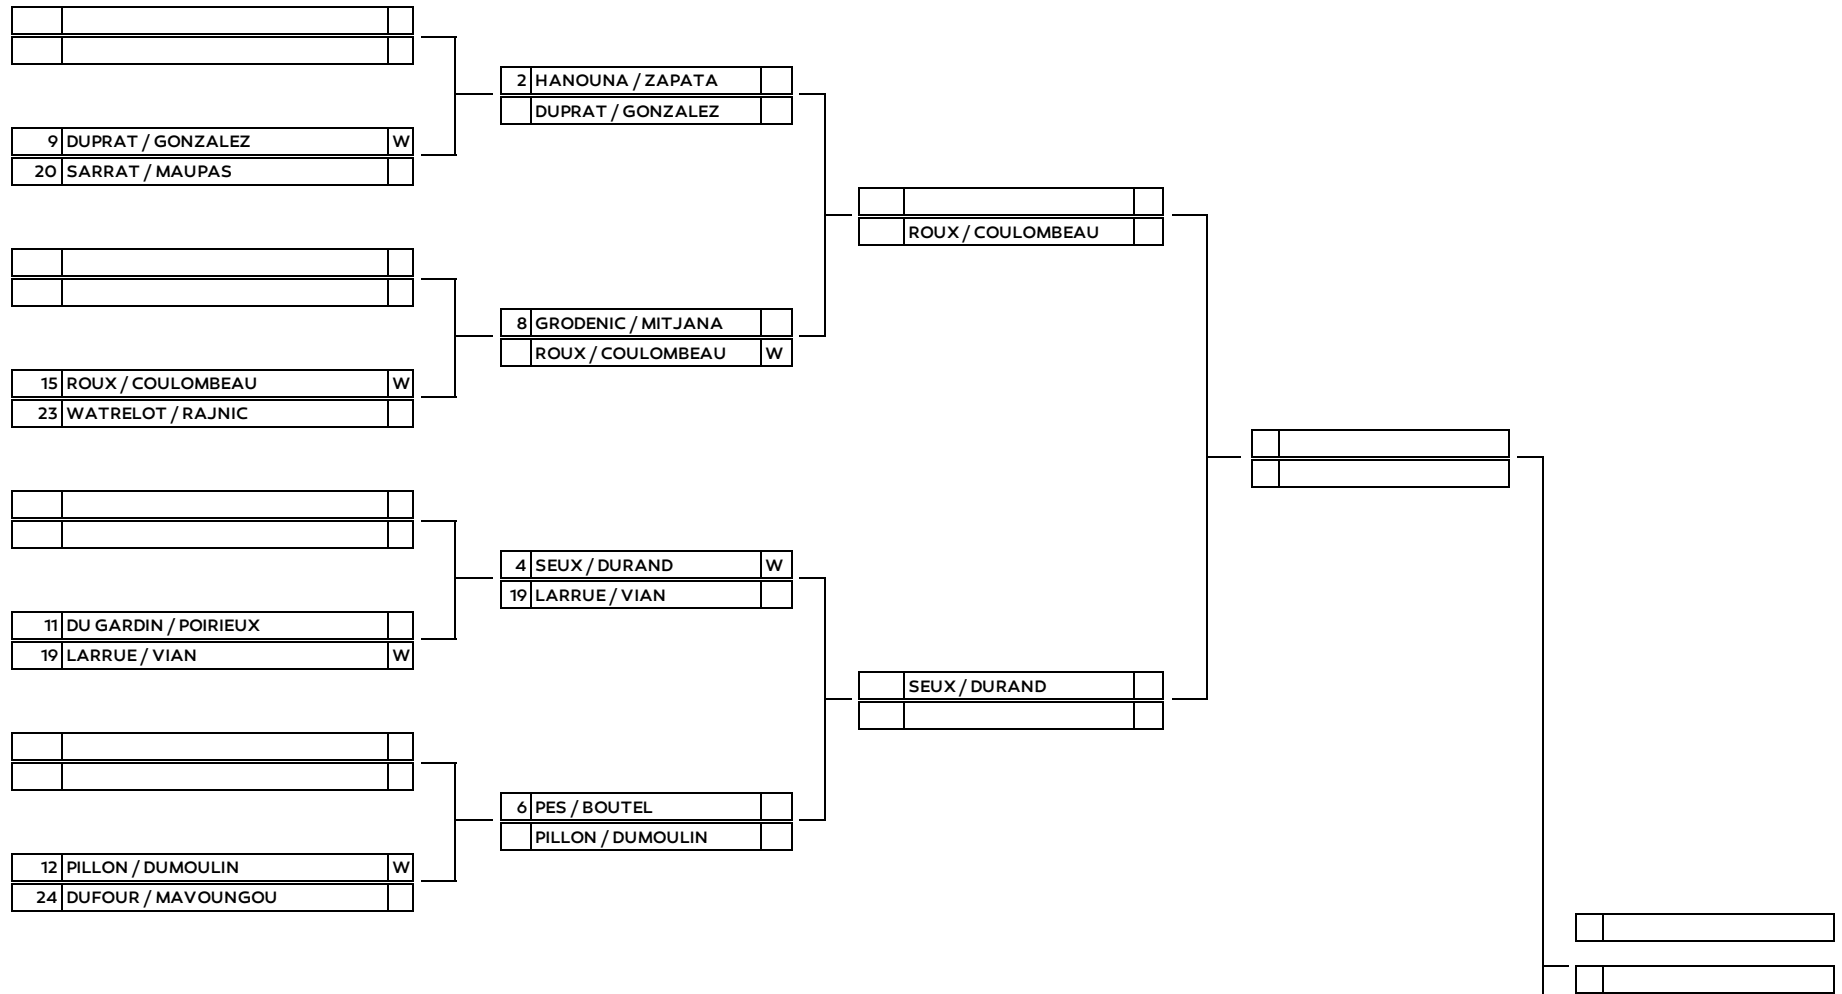 2 HANOUNA / ZAPATA
DUPRAT / GONZALEZ
9 DUPRAT / GONZALEZ W
20 SARRAT / MAUPAS
ROUX / COULOMBEAU
8 GRODENIC / MITJANA
ROUX / COULOMBEAU W
15 ROUX / COULOMBEAU W
23 WATRELOT / RAJNIC
4 SEUX / DURAND W
19 LARRUE / VIAN
11 DU GARDIN / POIRIEUX
19 LARRUE / VIAN W
SEUX / DURAND
6 PES / BOUTEL
PILLON / DUMOULIN
12 PILLON / DUMOULIN W
24 DUFOUR / MAVOUNGOU